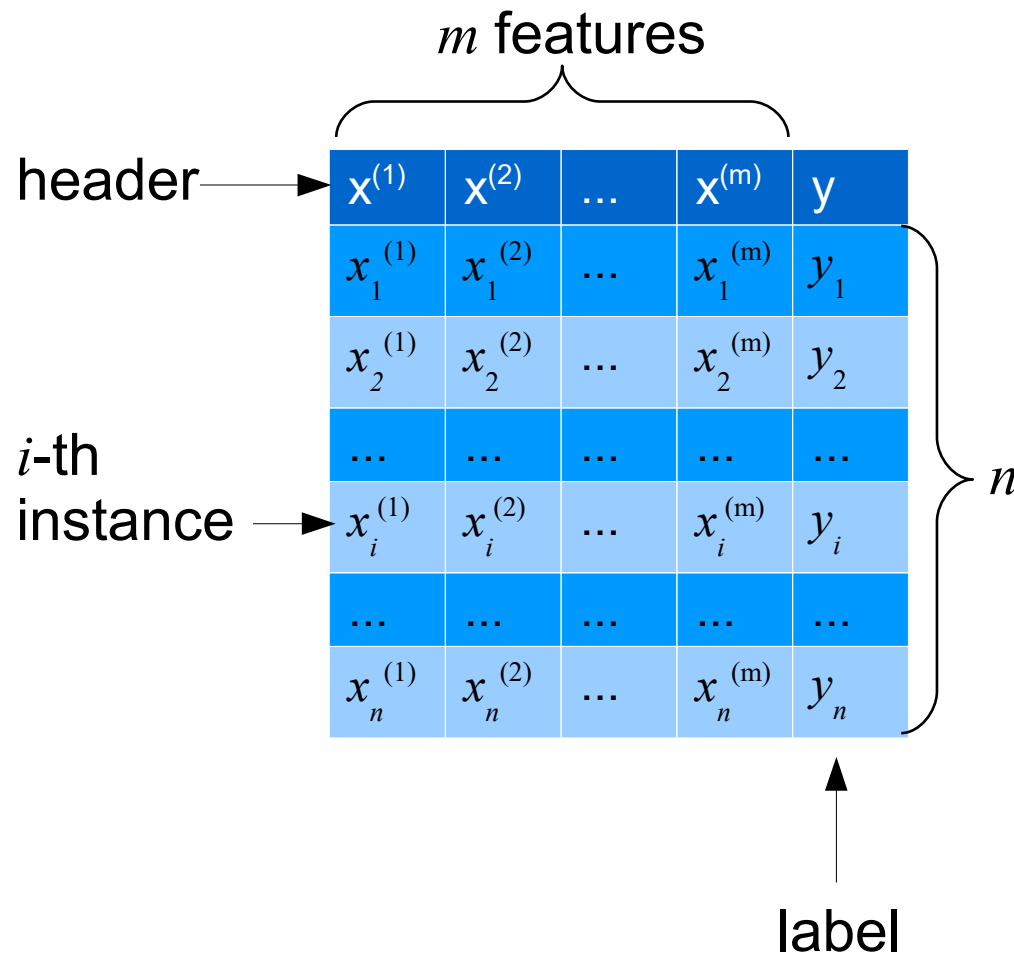 m features
header
x⁽¹⁾ x⁽²⁾ ... x⁽ᵐ⁾ y
x₁⁽¹⁾ x₁⁽²⁾ ... x₁⁽ᵐ⁾ y₁
x₂⁽¹⁾ x₂⁽²⁾ ... x₂⁽ᵐ⁾ y₂
... ... ... ... ...
i-th
instance
xᵢ⁽¹⁾ xᵢ⁽²⁾ ... xᵢ⁽ᵐ⁾ yᵢ
n
... ... ... ... ...
xₙ⁽¹⁾ xₙ⁽²⁾ ... xₙ⁽ᵐ⁾ yₙ
label